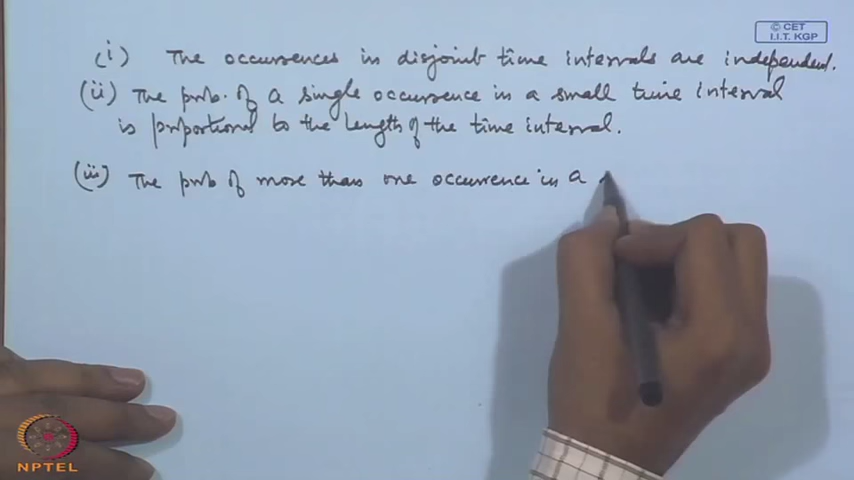 © CET
I.I.T. KGP
(i) The occurrences in disjoint time intervals are independent.
(ii) The prob. of a single occurrence in a small time interval
is proportional to the length of the time interval.
(iii) The prob of more than one occurrence in a
NPTEL